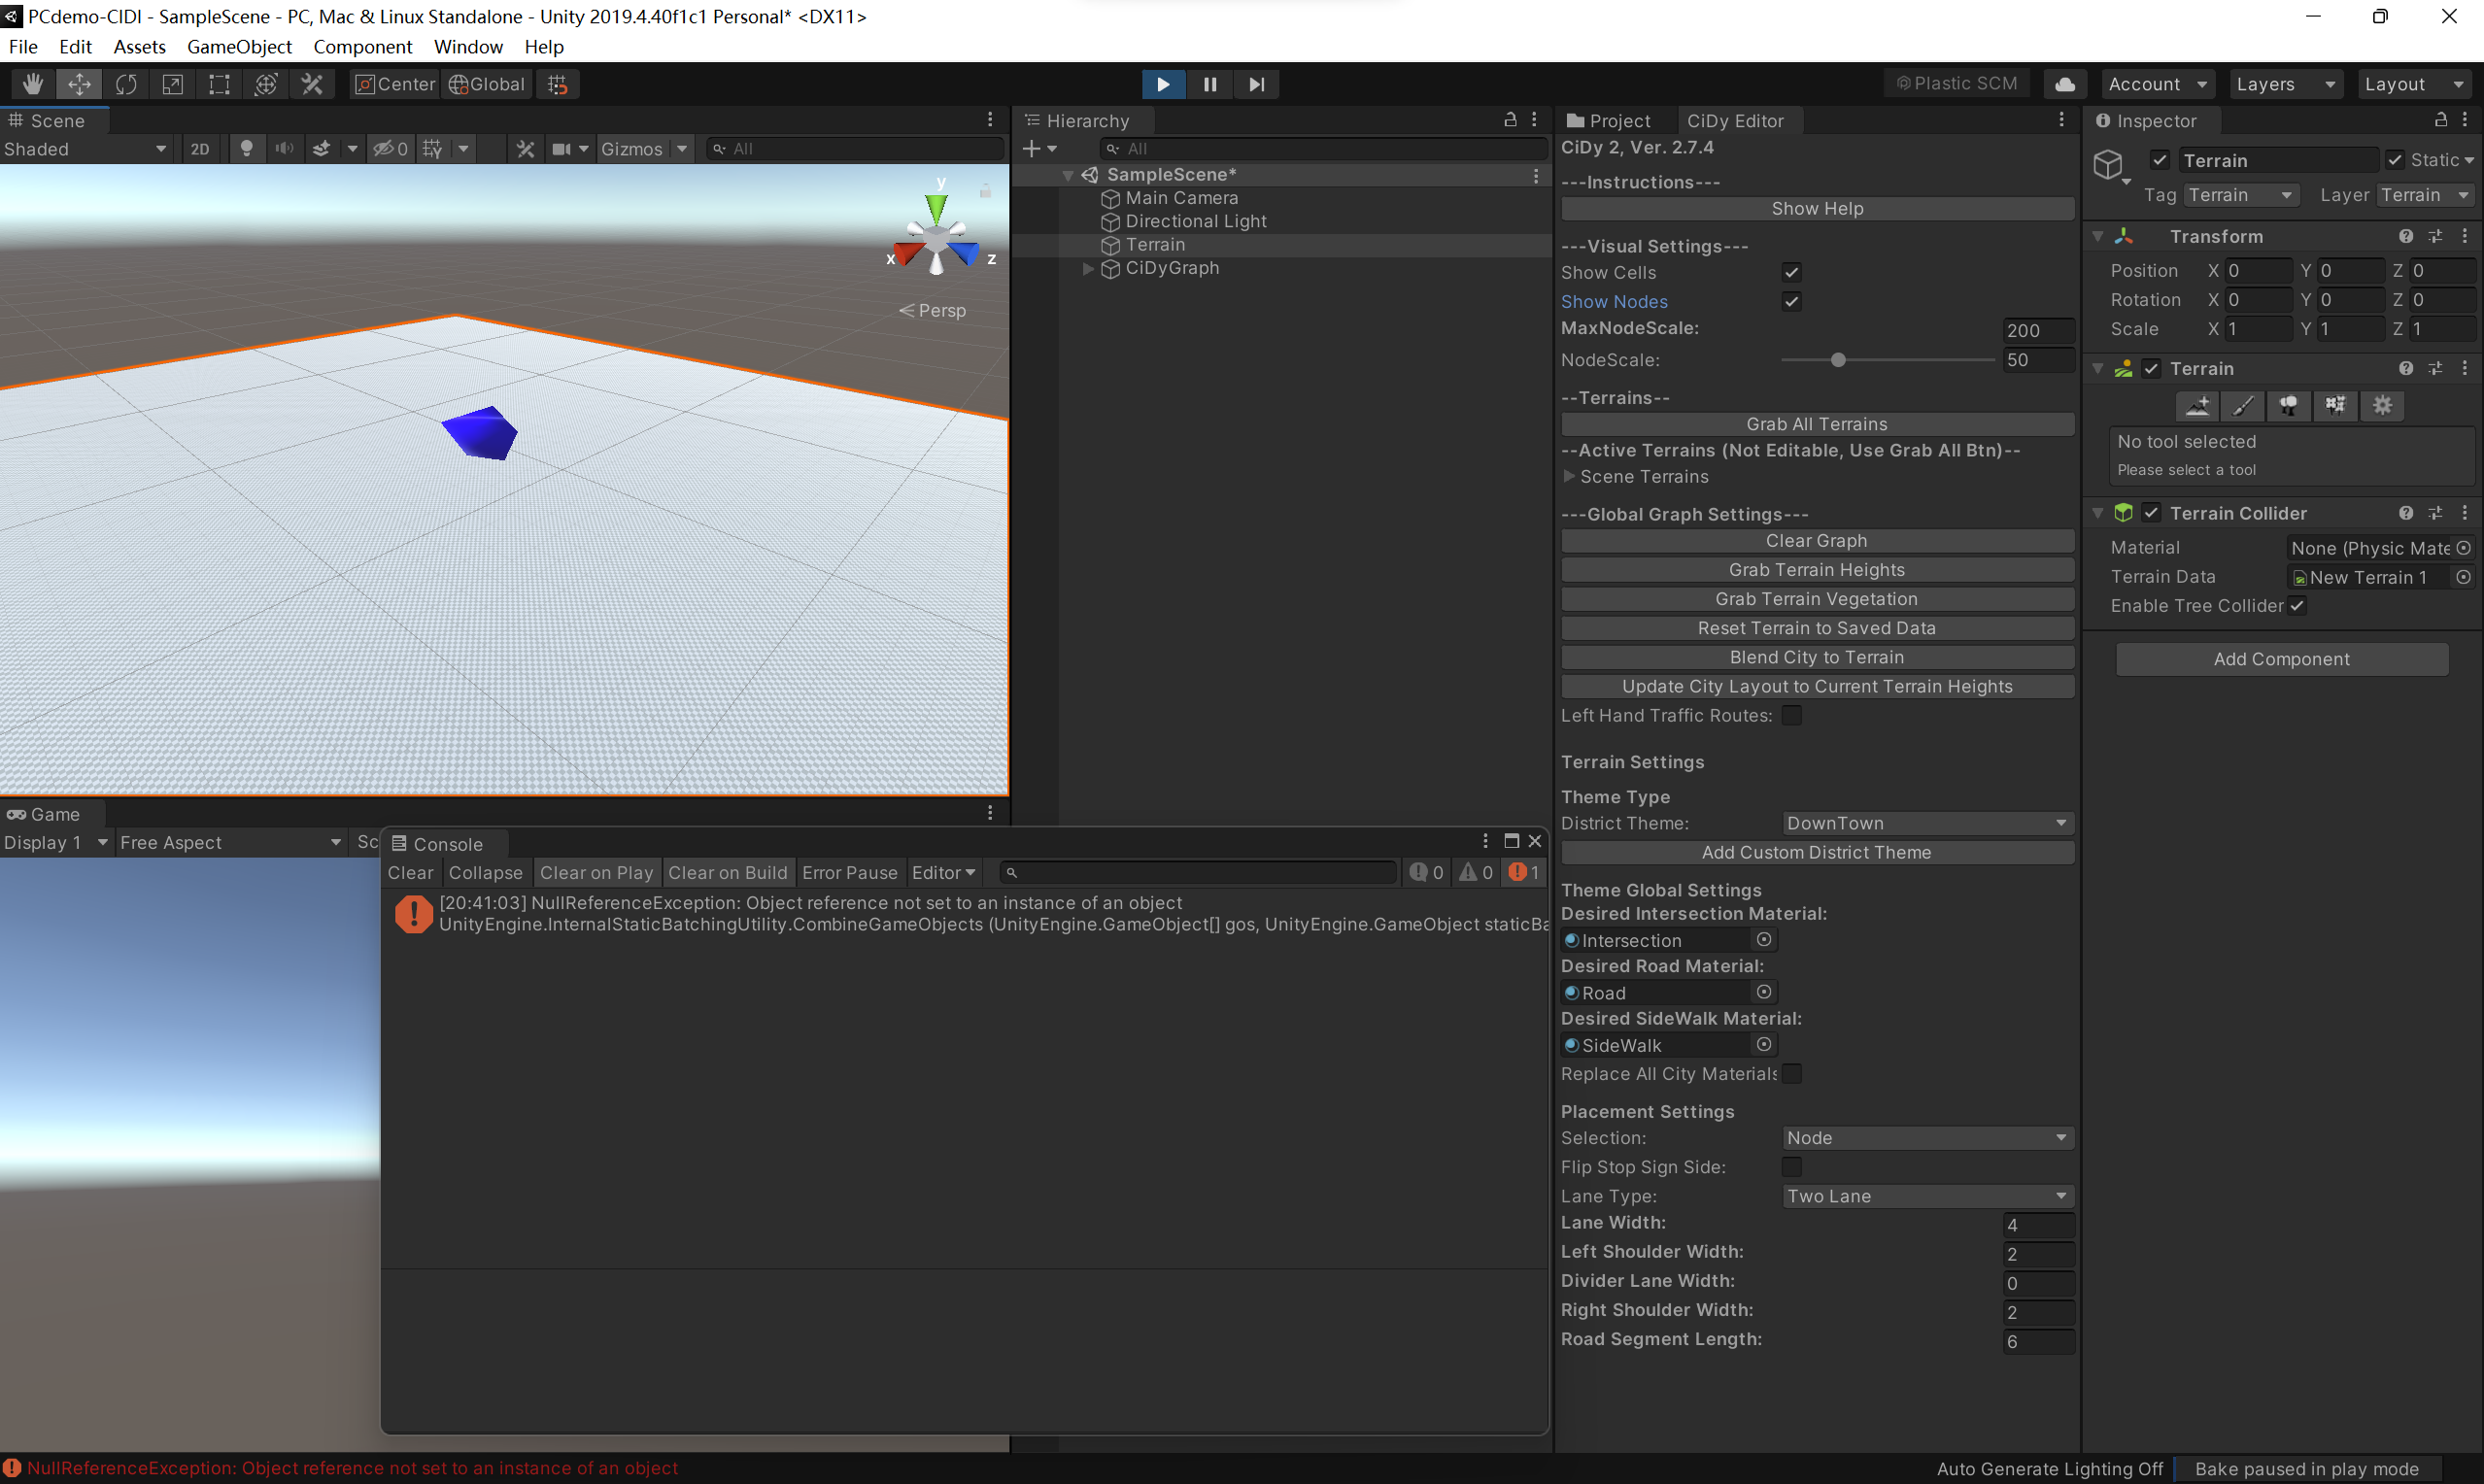 PCdemo-CIDI - SampleScene - PC, Mac & Linux Standalone - Unity 2019.4.40f1c1 Personal* <DX11>
File Edit Assets GameObject Component Window Help
Center Global Plastic SCM Account Layers Layout
Scene
Shaded 2D 0 Gizmos All
y
x z
Persp
Game
Display 1 Free Aspect Sc
Hierarchy
All
SampleScene*
Main Camera
Directional Light
Terrain
CiDyGraph
Console
Clear Collapse Clear on Play Clear on Build Error Pause Editor 0 0 1
[20:41:03] NullReferenceException: Object reference not set to an instance of an object
UnityEngine.InternalStaticBatchingUtility.CombineGameObjects (UnityEngine.GameObject[] gos, UnityEngine.GameObject staticBa
Project CiDy Editor
CiDy 2, Ver. 2.7.4
---Instructions---
Show Help
---Visual Settings---
Show Cells
Show Nodes
MaxNodeScale: 200
NodeScale: 50
--Terrains--
Grab All Terrains
--Active Terrains (Not Editable, Use Grab All Btn)--
Scene Terrains
---Global Graph Settings---
Clear Graph
Grab Terrain Heights
Grab Terrain Vegetation
Reset Terrain to Saved Data
Blend City to Terrain
Update City Layout to Current Terrain Heights
Left Hand Traffic Routes:
Terrain Settings
Theme Type
District Theme: DownTown
Add Custom District Theme
Theme Global Settings
Desired Intersection Material:
Intersection
Desired Road Material:
Road
Desired SideWalk Material:
SideWalk
Replace All City Materials
Placement Settings
Selection: Node
Flip Stop Sign Side:
Lane Type: Two Lane
Lane Width: 4
Left Shoulder Width: 2
Divider Lane Width: 0
Right Shoulder Width: 2
Road Segment Length: 6
Inspector
Terrain Static
Tag Terrain Layer Terrain
Transform
Position X 0 Y 0 Z 0
Rotation X 0 Y 0 Z 0
Scale X 1 Y 1 Z 1
Terrain
No tool selected
Please select a tool
Terrain Collider
Material None (Physic Mate
Terrain Data New Terrain 1
Enable Tree Collider
Add Component
NullReferenceException: Object reference not set to an instance of an object
Auto Generate Lighting Off Bake paused in play mode